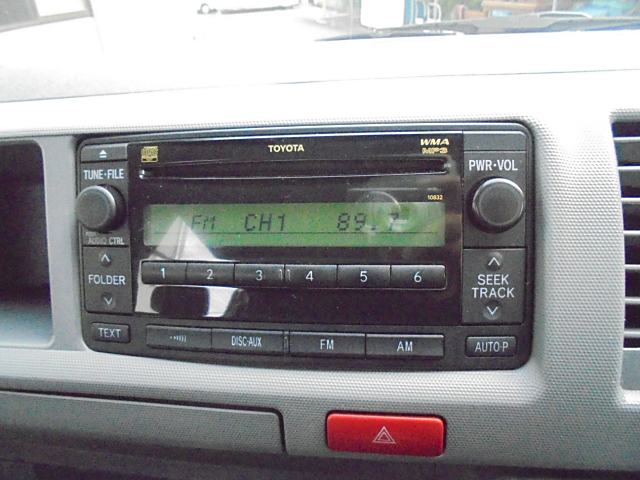 TOYOTA
WMA
MP3
TUNE·FILE
PWR·VOL
10832
FM CH1 89.7
AUDIO CTRL
FOLDER
1 2 3 4 5 6
SEEK
TRACK
TEXT
DISC·AUX
FM
AM
AUTO·P